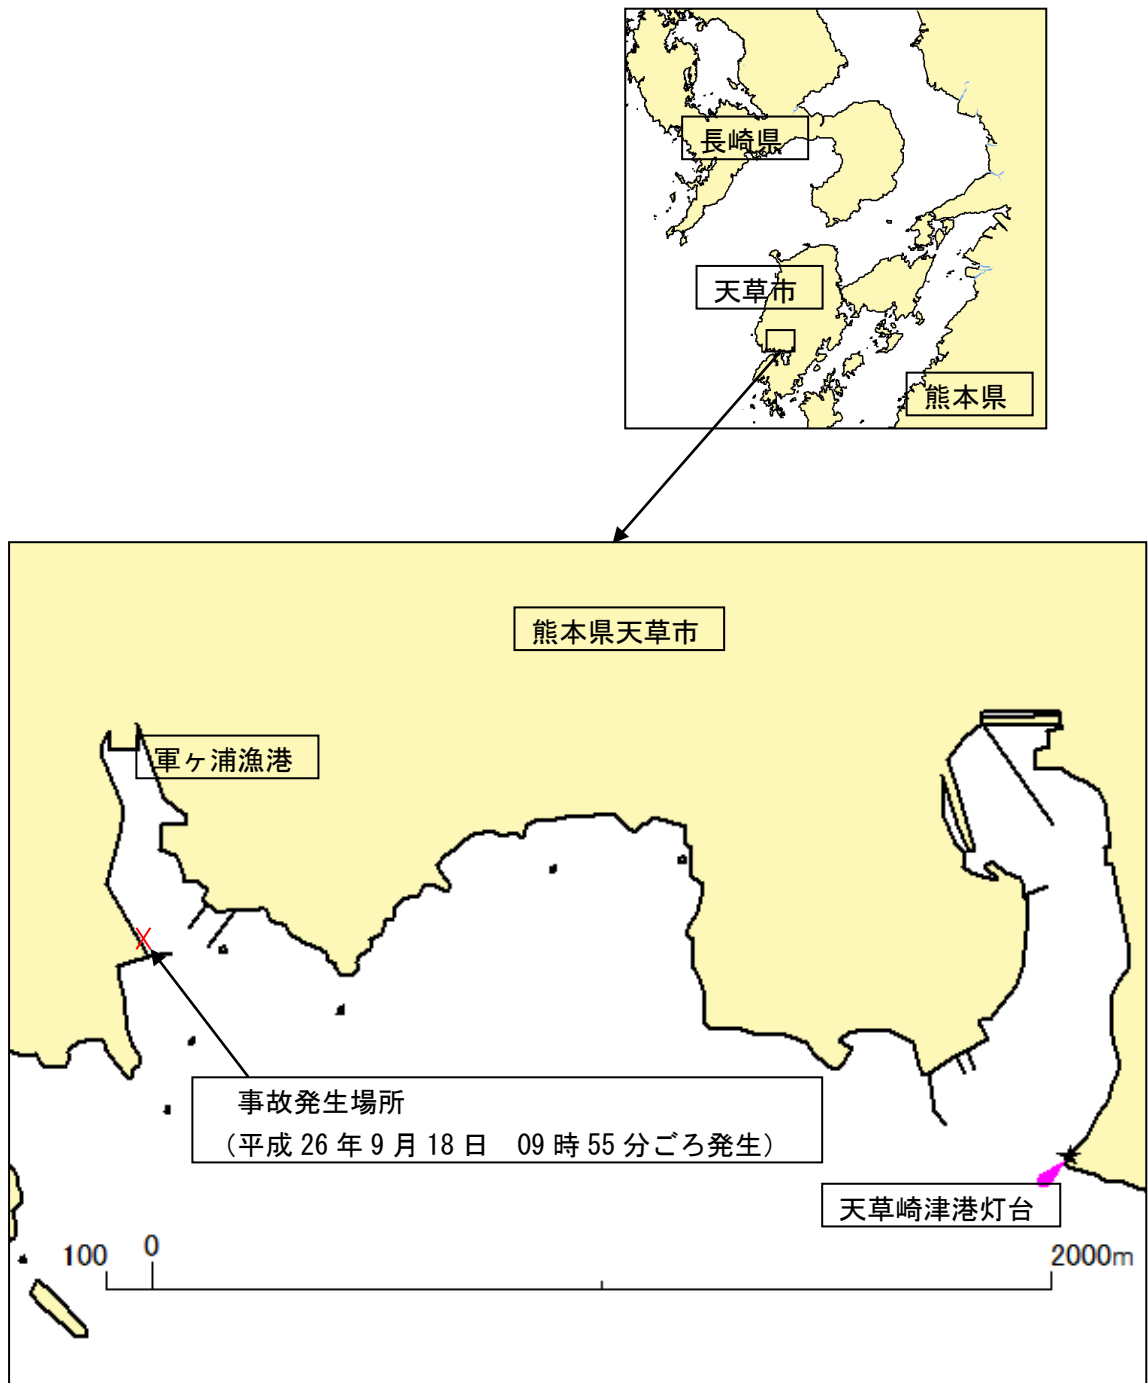 長崎県
天草市
熊本県
熊本県天草市
軍ヶ浦漁港
事故発生場所
（平成 26 年 9 月 18 日　09 時 55 分ごろ発生）
天草崎津港灯台
100 0 2000m